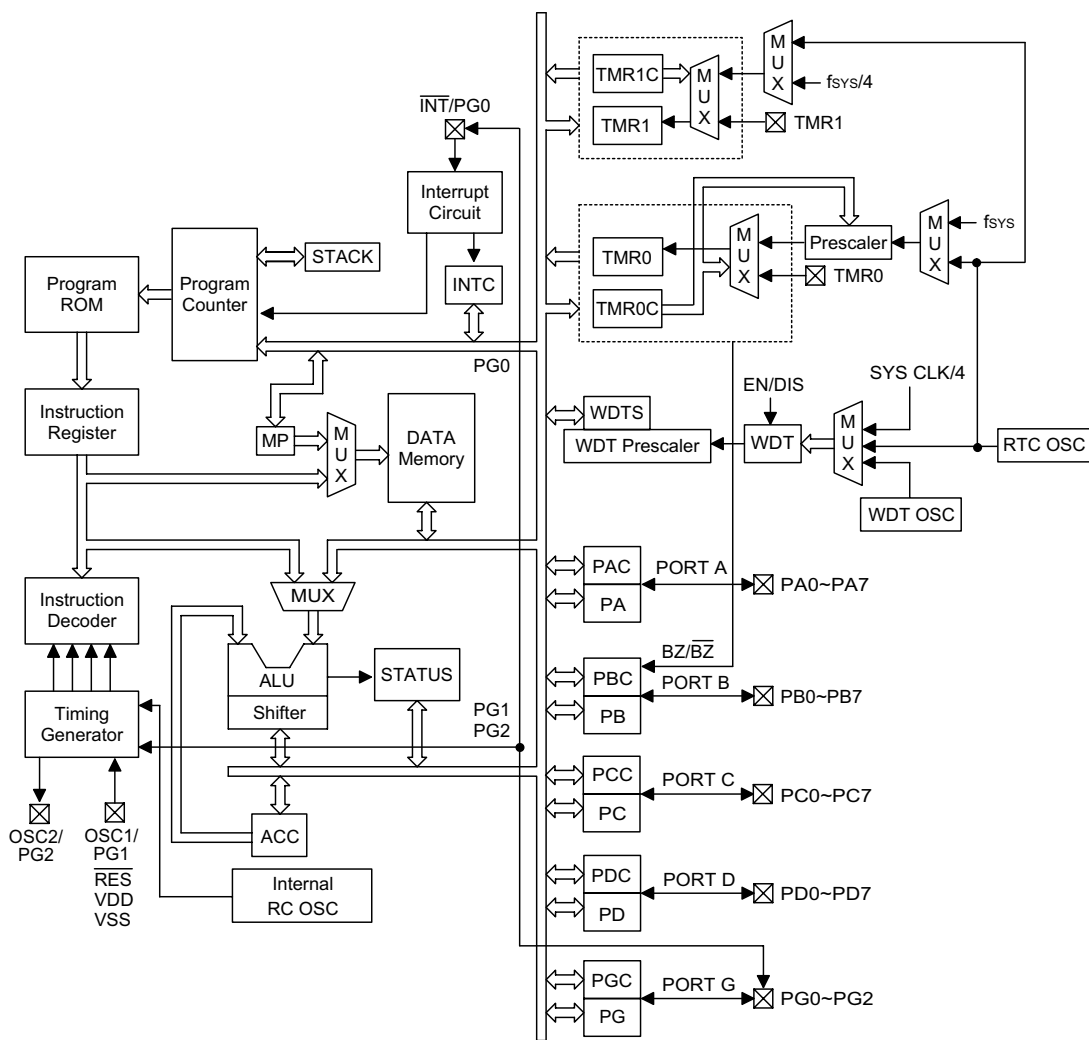 INT/PG0
Interrupt
Circuit
STACK
INTC
Program
ROM
Program
Counter
PG0
Instruction
Register
MP
M
U
X
DATA
Memory
MUX
Instruction
Decoder
ALU
Shifter
STATUS
Timing
Generator
PG1
PG2
OSC2/
PG2
OSC1/
PG1
RES
VDD
VSS
ACC
Internal
RC OSC
TMR1C
TMR1
M
U
X
M
U
X
fSYS/4
TMR1
TMR0
TMR0C
M
U
X
Prescaler
TMR0
M
U
X
fSYS
SYS CLK/4
EN/DIS
WDTS
WDT Prescaler
WDT
M
U
X
RTC OSC
WDT OSC
PAC
PA
PORT A
PA0~PA7
BZ/BZ
PBC
PB
PORT B
PB0~PB7
PCC
PC
PORT C
PC0~PC7
PDC
PD
PORT D
PD0~PD7
PGC
PG
PORT G
PG0~PG2